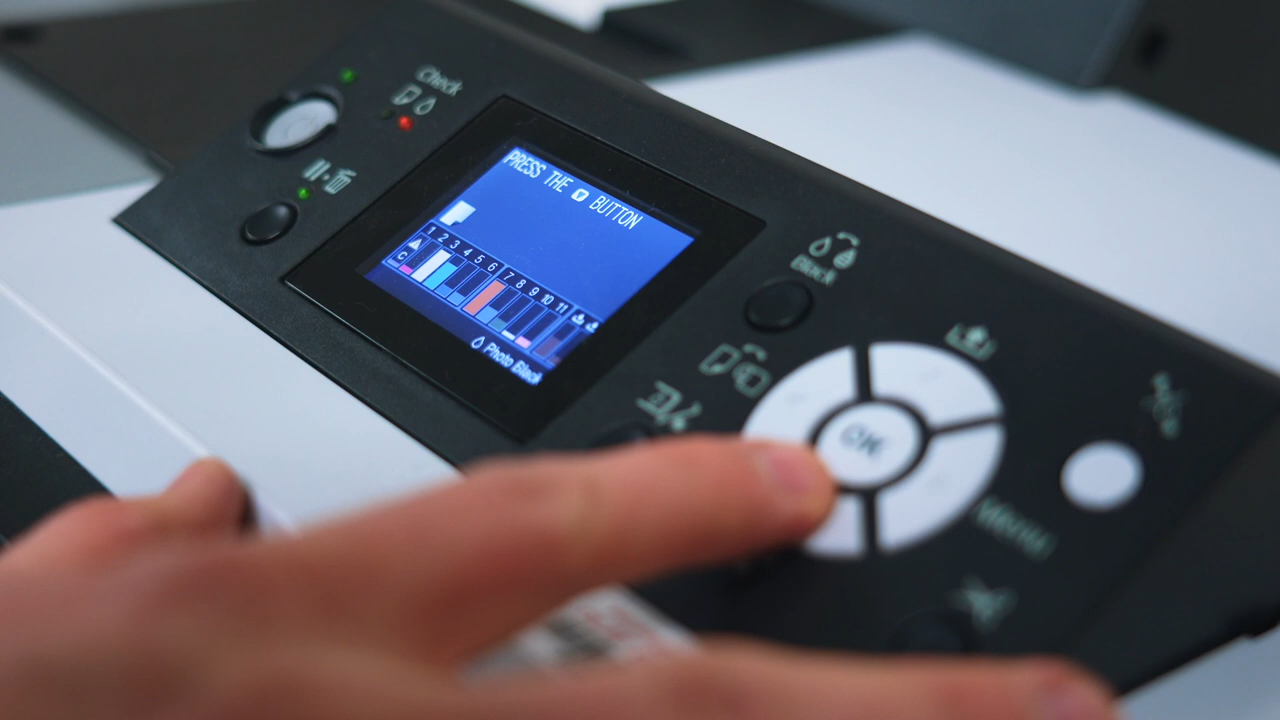 Check
PRESS THE ▼ BUTTON
1 2 3 4 5 6 7 8 9 10 11
C
Photo Black
Black
OK
MENU